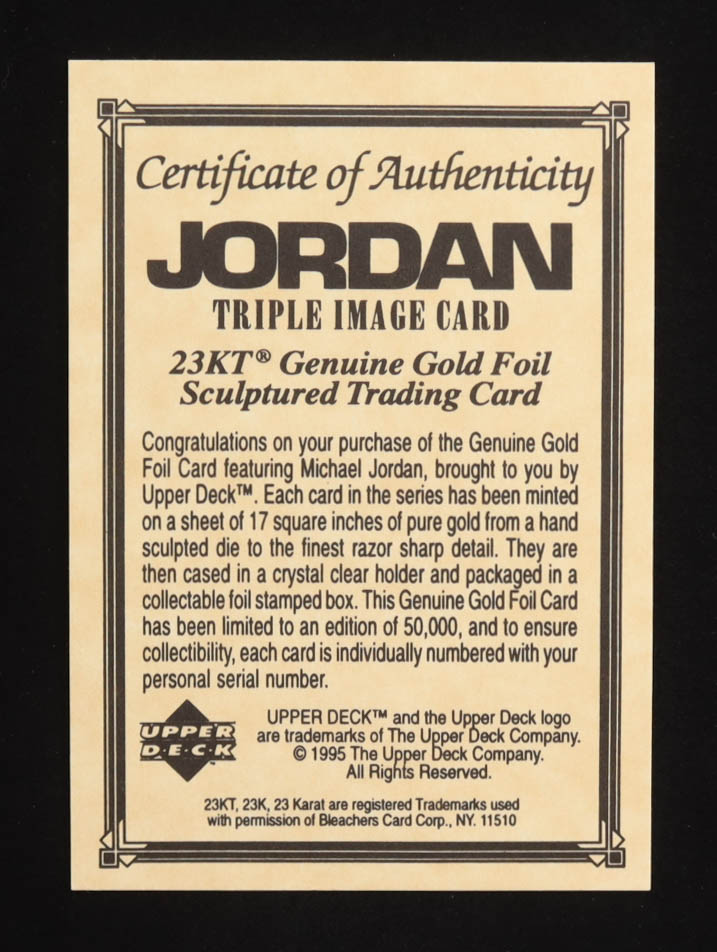 Certificate of Authenticity
JORDAN
TRIPLE IMAGE CARD
23KT® Genuine Gold Foil
Sculptured Trading Card
Congratulations on your purchase of the Genuine Gold
Foil Card featuring Michael Jordan, brought to you by
Upper Deck™. Each card in the series has been minted
on a sheet of 17 square inches of pure gold from a hand
sculpted die to the finest razor sharp detail. They are
then cased in a crystal clear holder and packaged in a
collectable foil stamped box. This Genuine Gold Foil Card
has been limited to an edition of 50,000, and to ensure
collectibility, each card is individually numbered with your
personal serial number.
UPPER
D·E·C·K™
UPPER DECK™ and the Upper Deck logo
are trademarks of The Upper Deck Company.
© 1995 The Upper Deck Company.
All Rights Reserved.
23KT, 23K, 23 Karat are registered Trademarks used
with permission of Bleachers Card Corp., NY. 11510